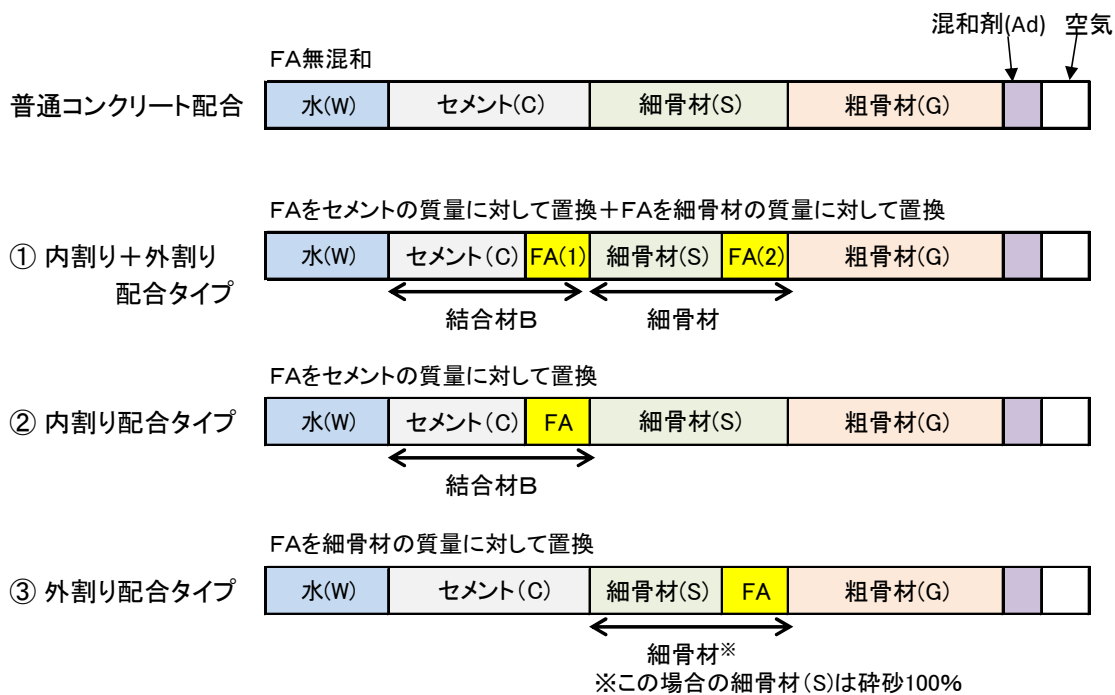 混和剤(Ad) 空気
FA無混和
普通コンクリート配合 水(W) セメント(C) 細骨材(S) 粗骨材(G)
FAをセメントの質量に対して置換＋FAを細骨材の質量に対して置換
① 内割り＋外割り 水(W) セメント(C) FA(1) 細骨材(S) FA(2) 粗骨材(G)
配合タイプ
結合材B 細骨材
FAをセメントの質量に対して置換
② 内割り配合タイプ 水(W) セメント(C) FA 細骨材(S) 粗骨材(G)
結合材B
FAを細骨材の質量に対して置換
③ 外割り配合タイプ 水(W) セメント(C) 細骨材(S) FA 粗骨材(G)
細骨材※
※この場合の細骨材(S)は砕砂100%